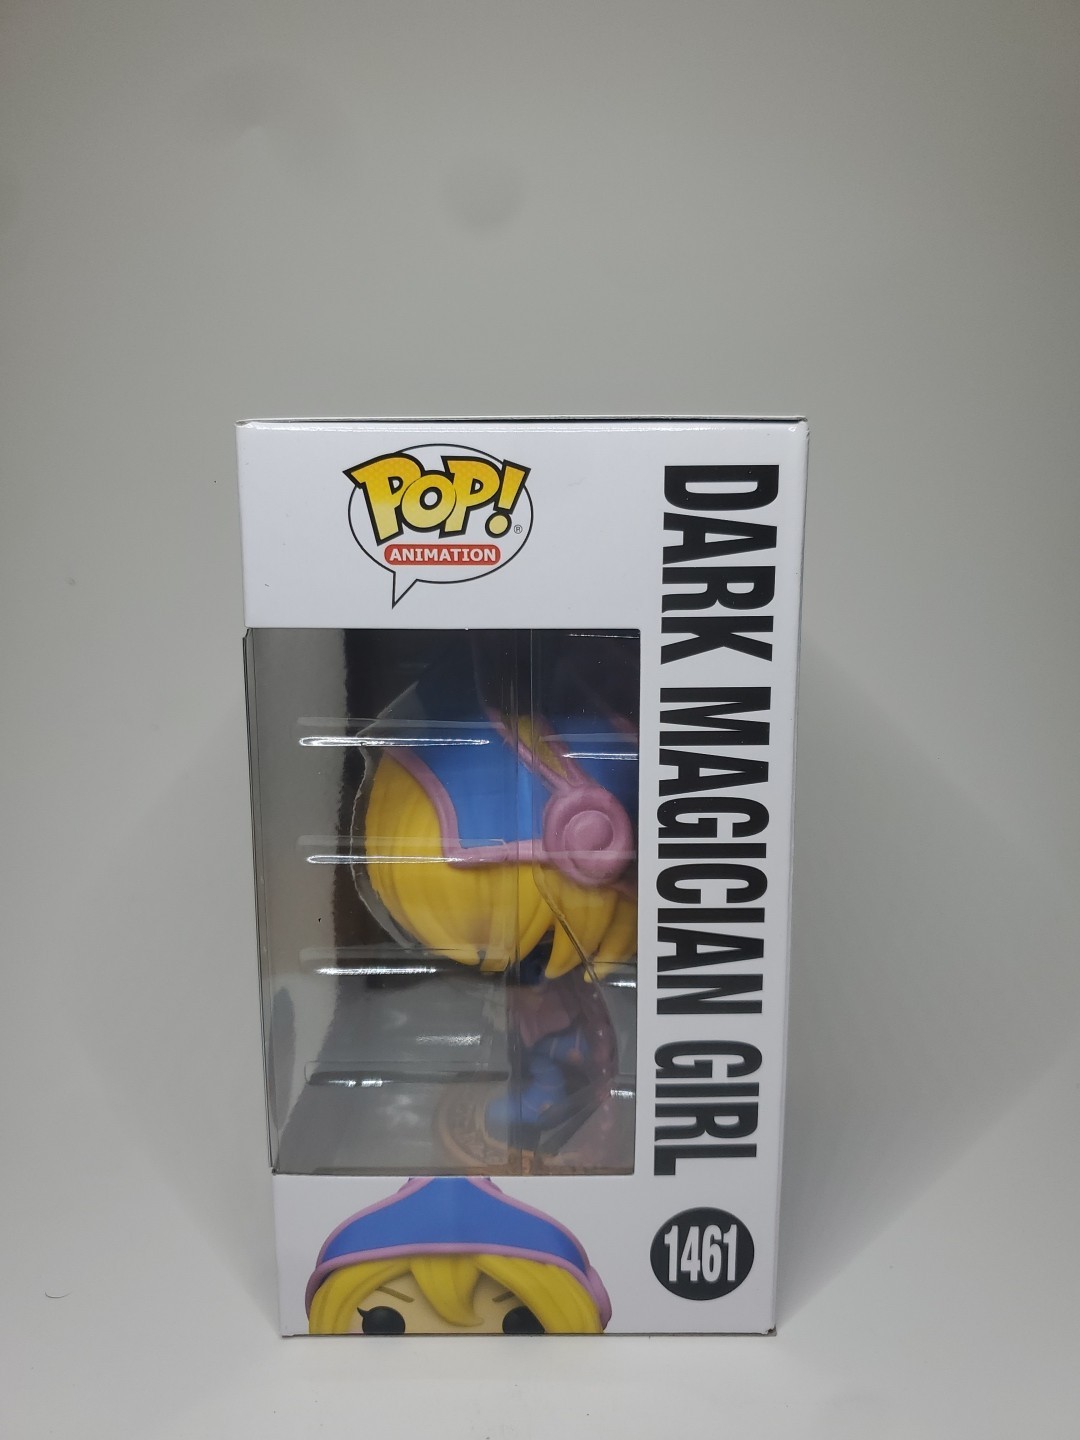 POP!
®
ANIMATION
DARK MAGICIAN GIRL
1461